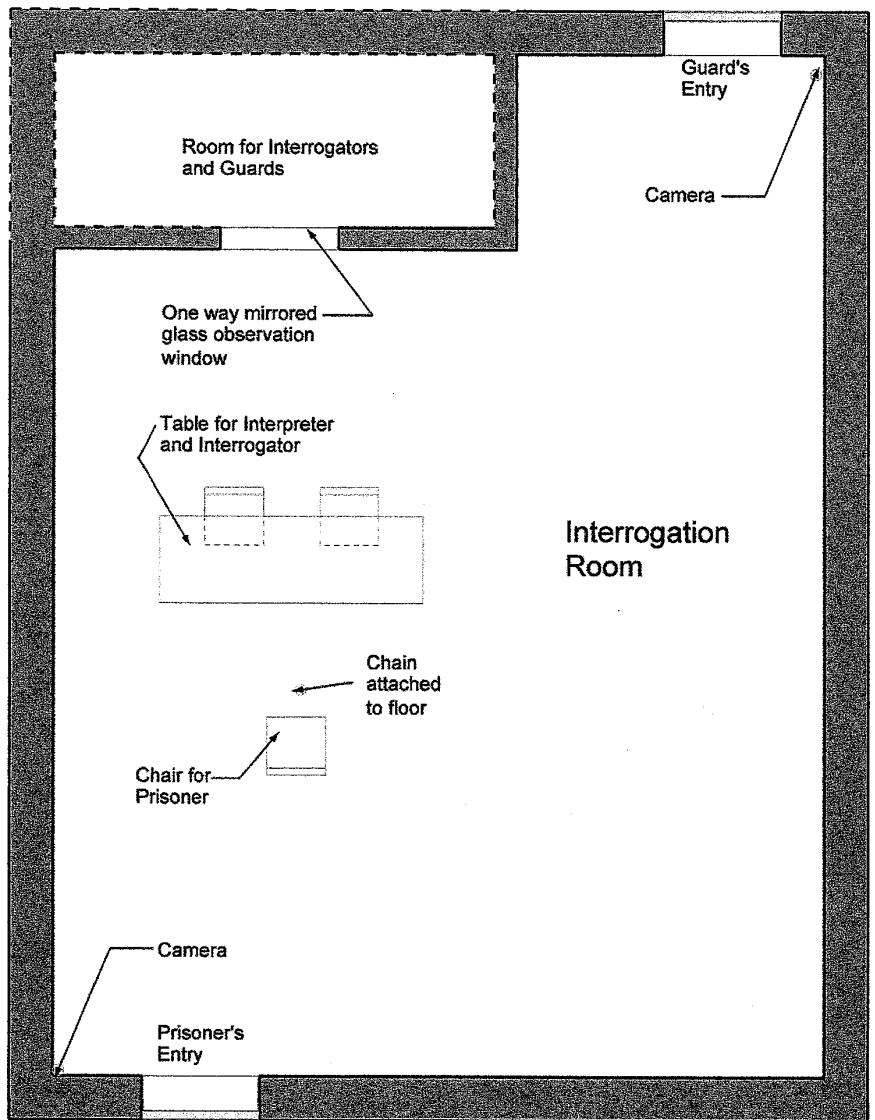 Guard's
Entry
Room for Interrogators
and Guards
Camera
One way mirrored
glass observation
window
Table for Interpreter
and Interrogator
Interrogation
Room
Chain
attached
to floor
Chair for
Prisoner
Camera
Prisoner's
Entry